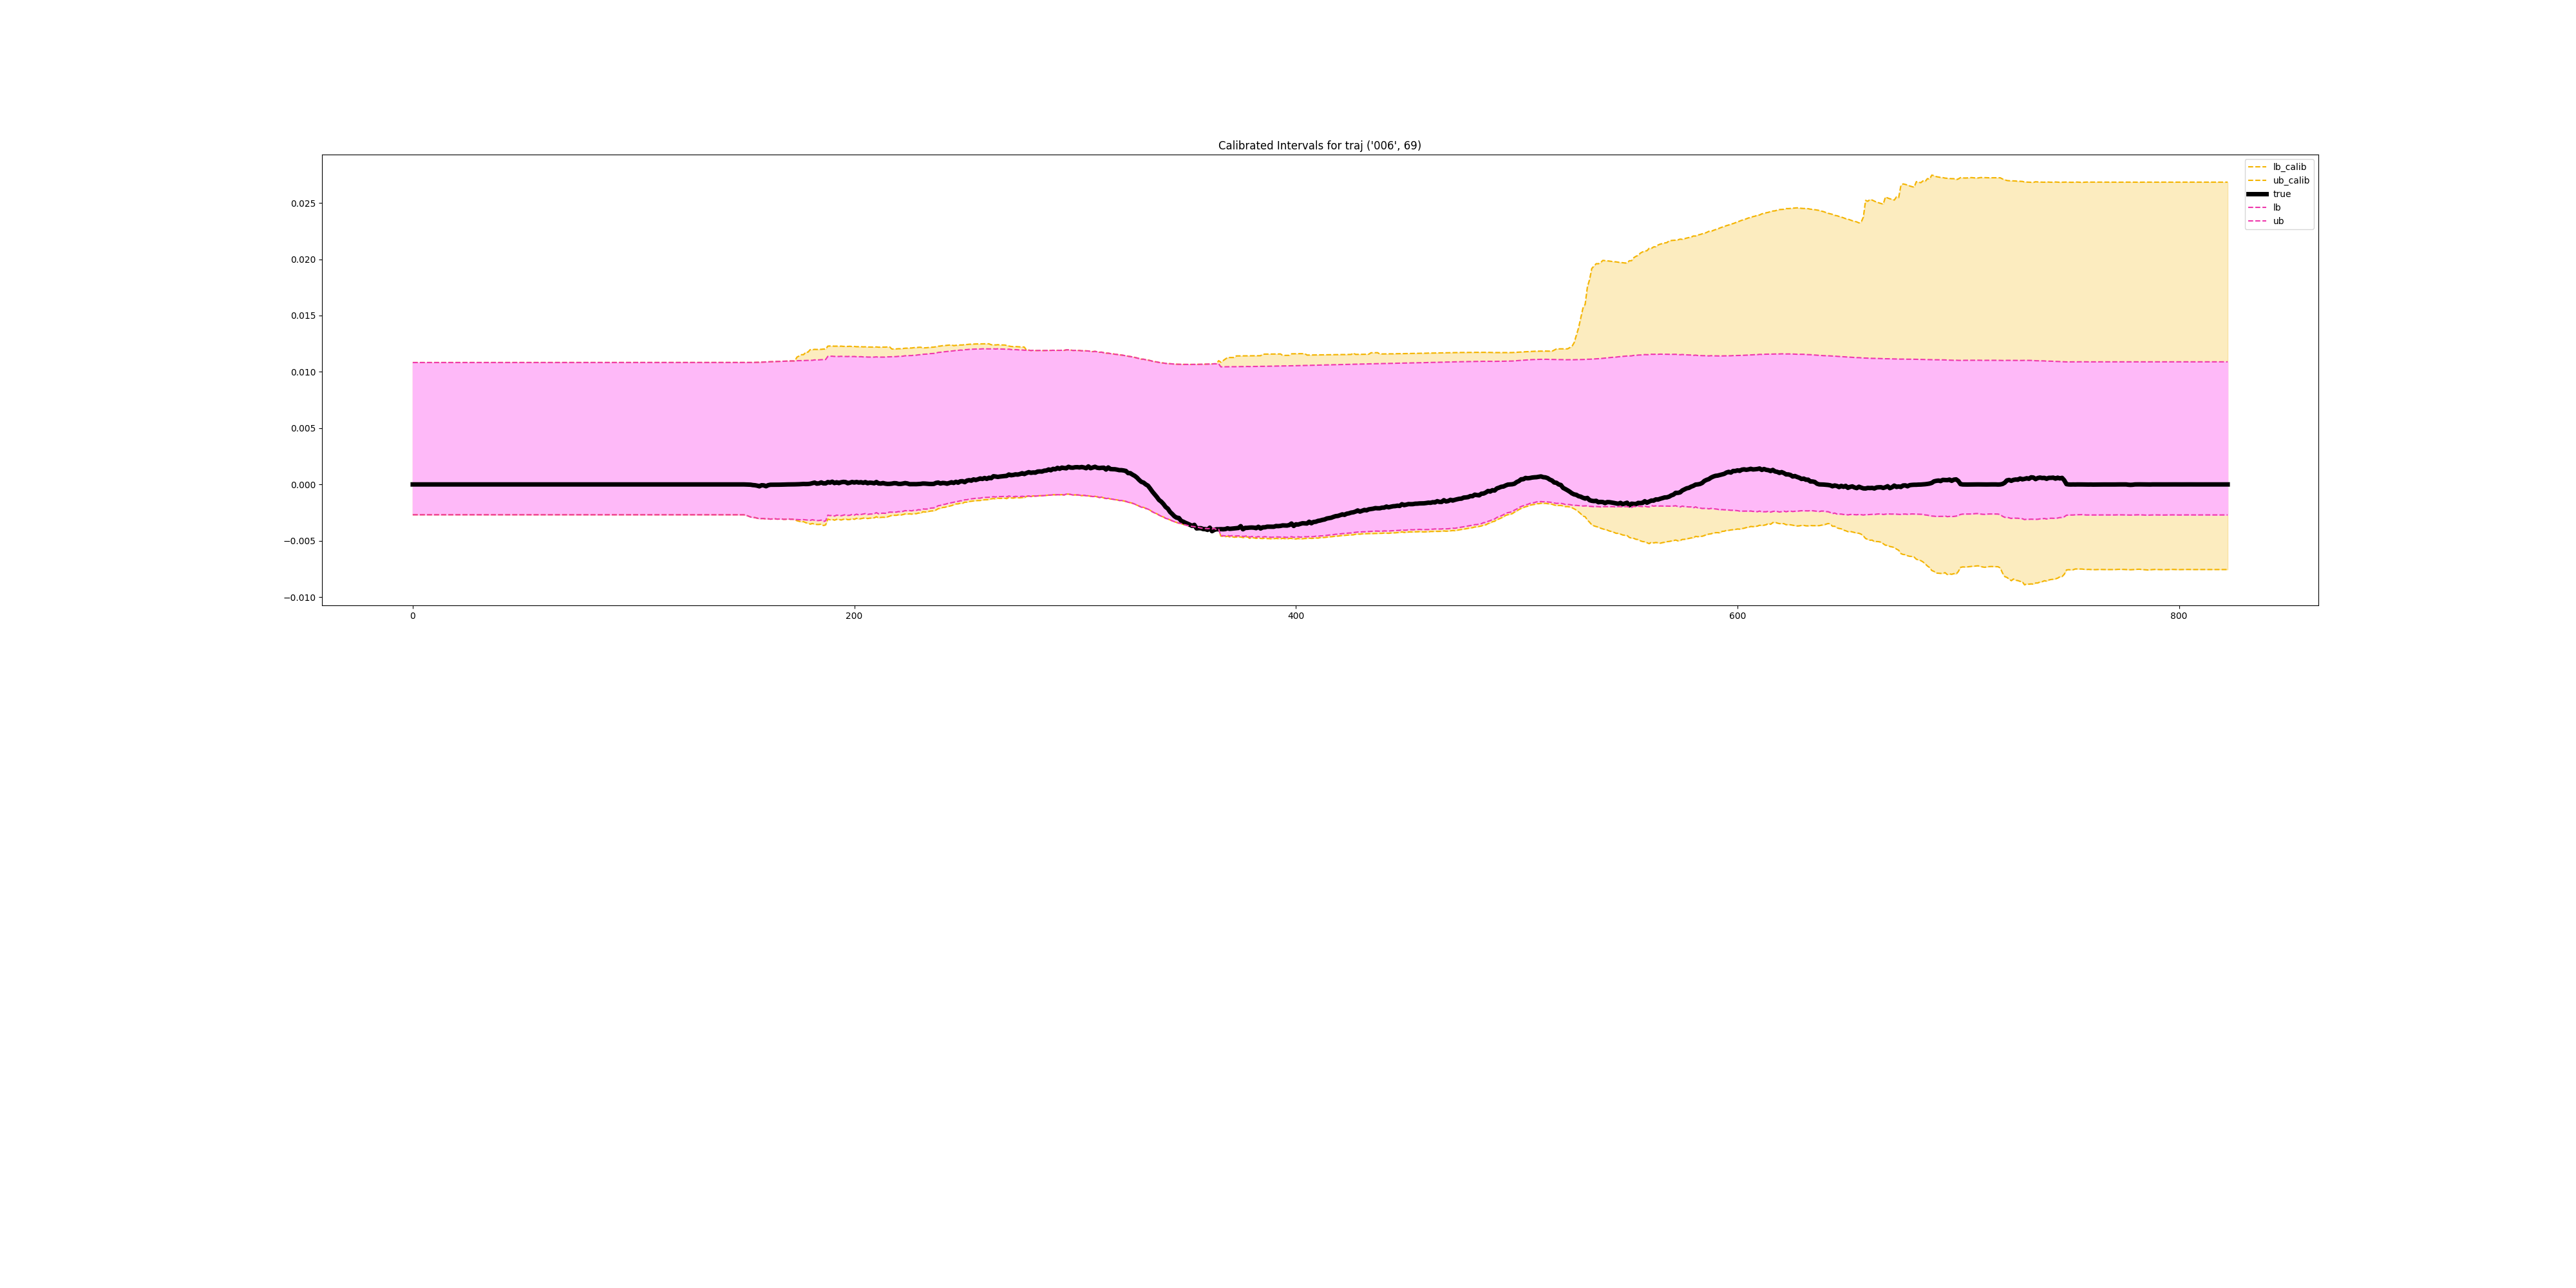 Calibrated Intervals for traj ('006', 69)
lb_calib
ub_calib
true
lb
ub
0.025
0.020
0.015
0.010
0.005
0.000
−0.005
−0.010
0 200 400 600 800